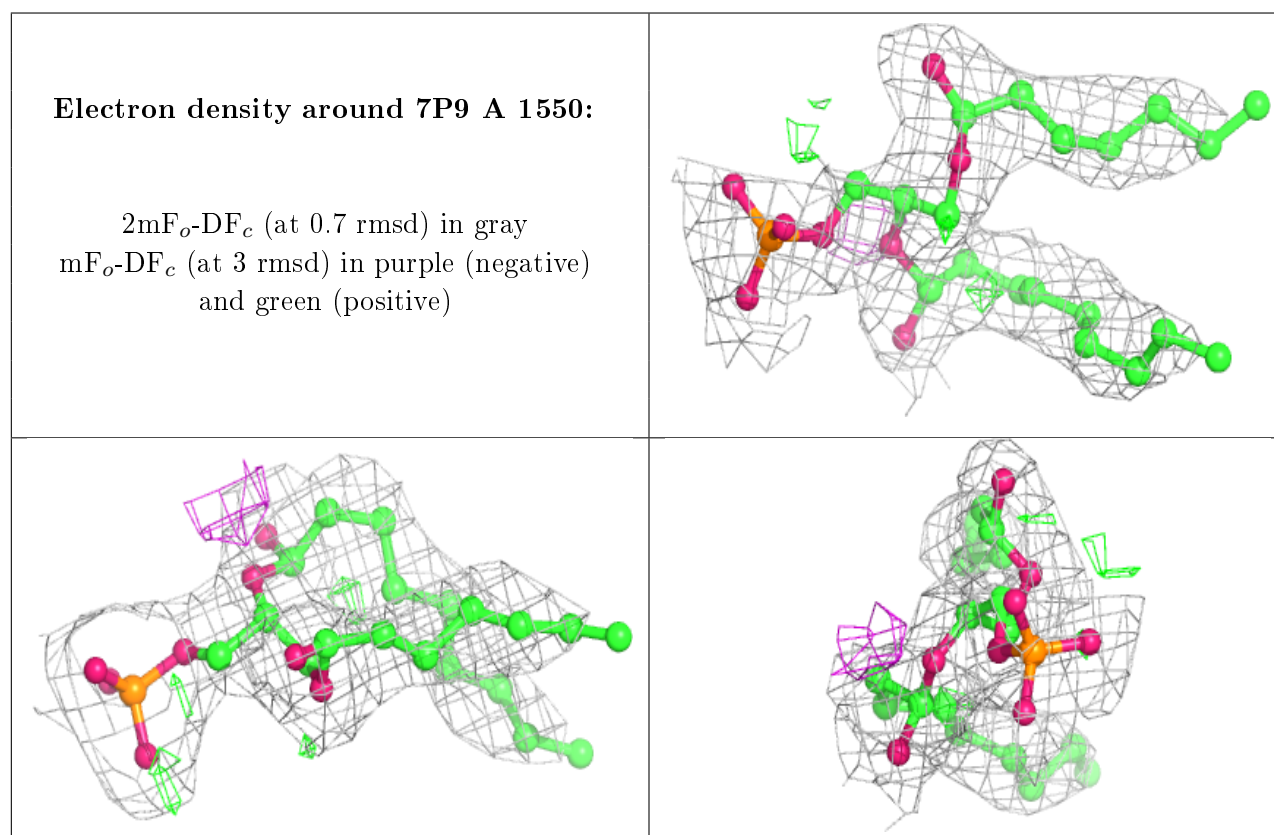 Electron density around 7P9 A 1550:
2mFo-DFc (at 0.7 rmsd) in gray
mFo-DFc (at 3 rmsd) in purple (negative)
and green (positive)